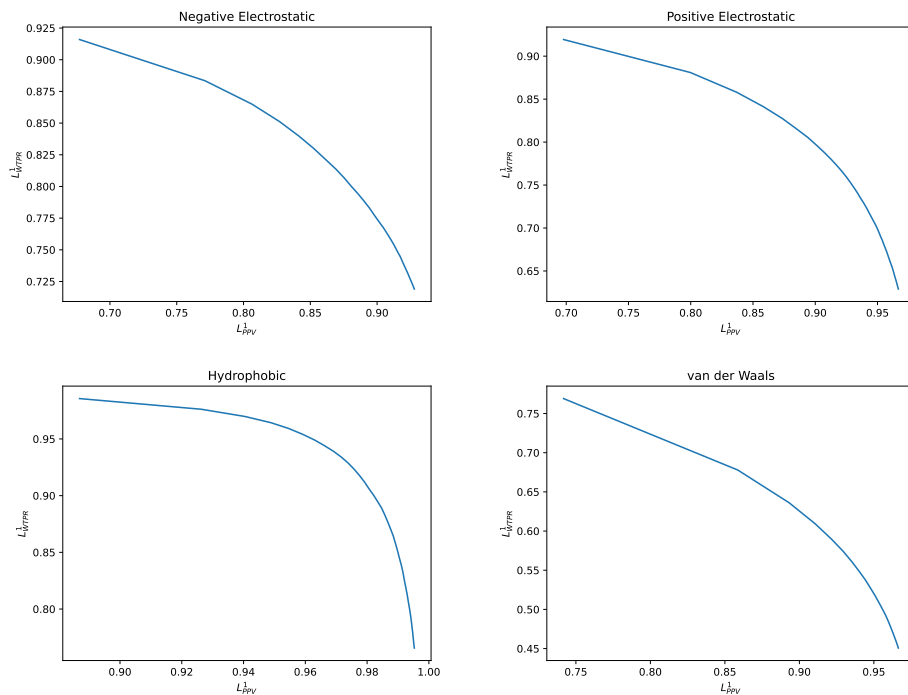 Negative Electrostatic
0.925
0.900
0.875
0.850
0.825
0.800
0.775
0.750
0.725
L¹WTPR
0.70 0.75 0.80 0.85 0.90
L¹PPV
Positive Electrostatic
0.90
0.85
0.80
0.75
0.70
0.65
L¹WTPR
0.70 0.75 0.80 0.85 0.90 0.95
L¹PPV
Hydrophobic
0.95
0.90
0.85
0.80
L¹WTPR
0.90 0.92 0.94 0.96 0.98 1.00
L¹PPV
van der Waals
0.75
0.70
0.65
0.60
0.55
0.50
0.45
L¹WTPR
0.75 0.80 0.85 0.90 0.95
L¹PPV